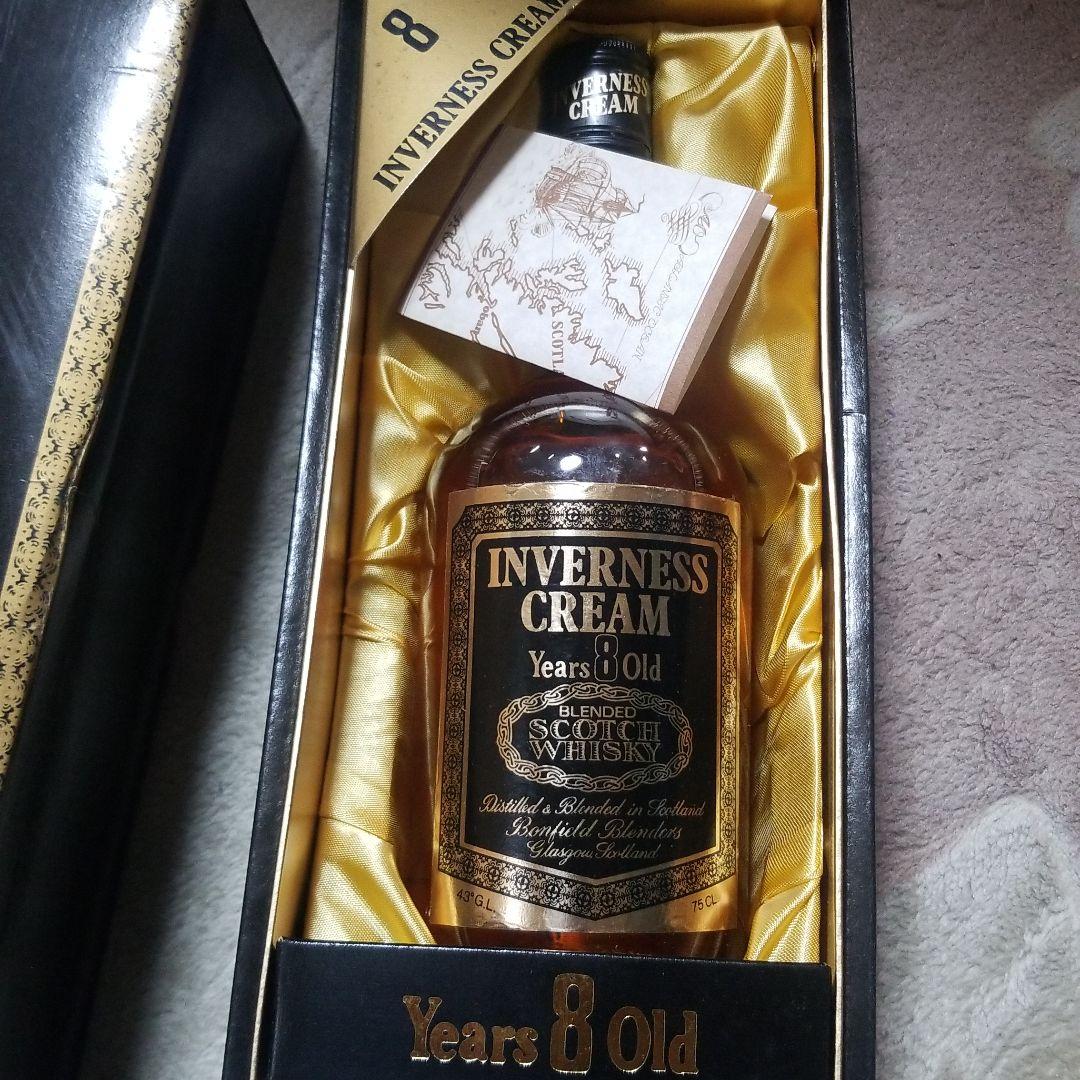 8
INVERNESS CREAM
INVERNESS
CREAM
SCOTL
INVERNESS
CREAM
Years 8 Old
BLENDED
SCOTCH
WHISKY
Distilled & Blended in Scotland
Bonfield Blenders
Glasgow, Scotland
43° G.L.
75 CL
Years 8 Old